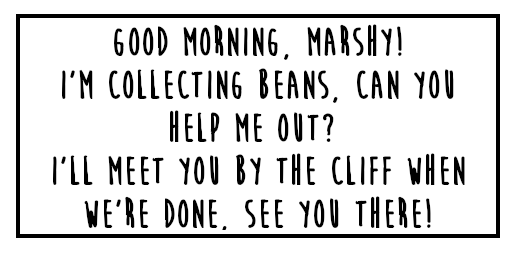 GOOD MORNING, MARSHY!
I'M COLLECTING BEANS, CAN YOU
HELP ME OUT?
I'LL MEET YOU BY THE CLIFF WHEN
WE'RE DONE. SEE YOU THERE!